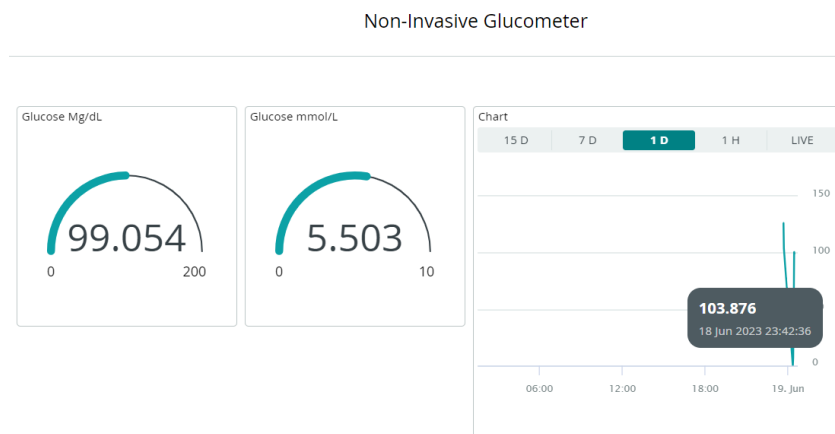 Non-Invasive Glucometer
Glucose Mg/dL
99.054
0 200
Glucose mmol/L
5.503
0 10
Chart
15 D 7 D 1 D 1 H LIVE
150
100
103.876
18 Jun 2023 23:42:36
0
06:00 12:00 18:00 19. Jun